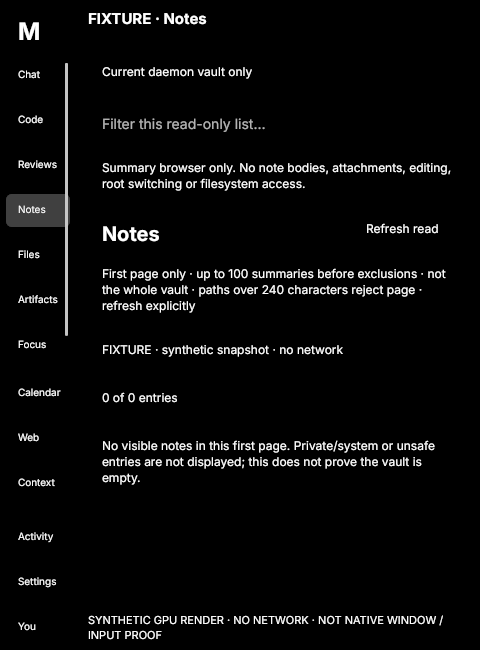 M
FIXTURE · Notes
Chat
Code
Reviews
Notes
Files
Artifacts
Focus
Calendar
Web
Context
Activity
Settings
You
Current daemon vault only
Filter this read-only list...
Summary browser only. No note bodies, attachments, editing,
root switching or filesystem access.
Notes
Refresh read
First page only · up to 100 summaries before exclusions · not
the whole vault · paths over 240 characters reject page ·
refresh explicitly
FIXTURE · synthetic snapshot · no network
0 of 0 entries
No visible notes in this first page. Private/system or unsafe
entries are not displayed; this does not prove the vault is
empty.
SYNTHETIC GPU RENDER · NO NETWORK · NOT NATIVE WINDOW /
INPUT PROOF